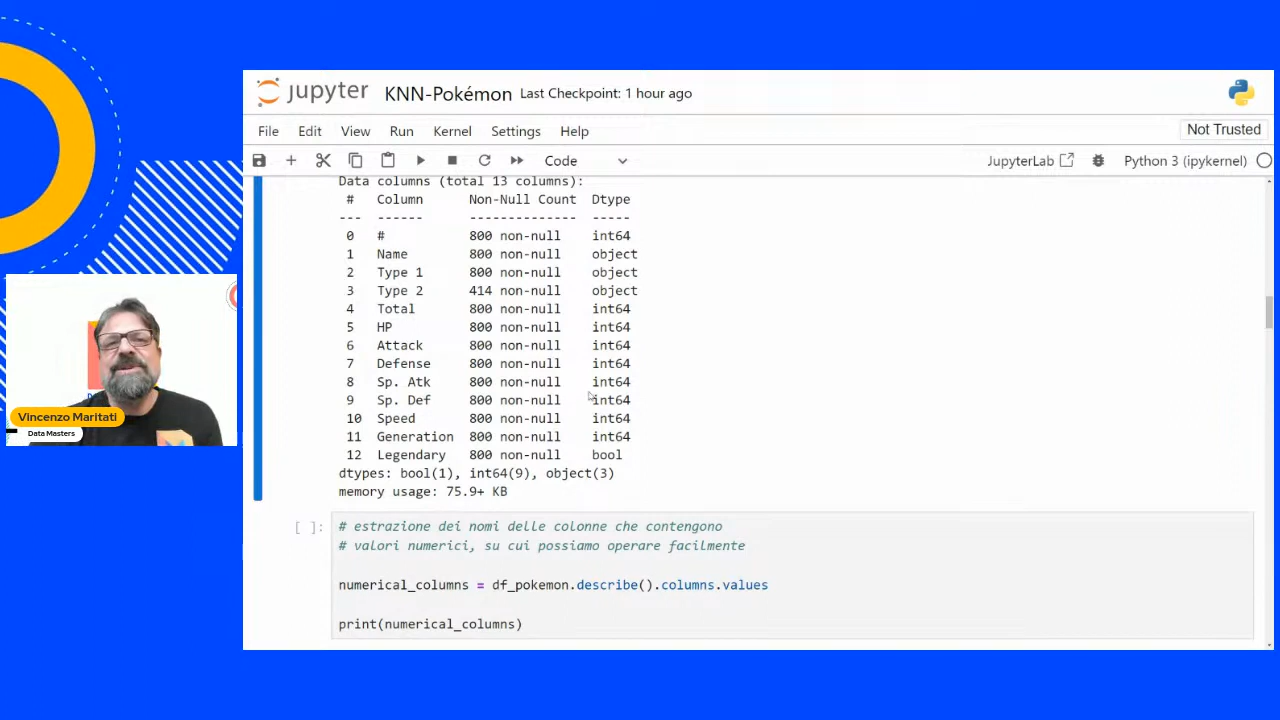 jupyter KNN-Pokémon Last Checkpoint: 1 hour ago
File Edit View Run Kernel Settings Help Not Trusted
Code JupyterLab Python 3 (ipykernel)
Data columns (total 13 columns):
# Column Non-Null Count Dtype
--- ------ -------------- -----
0 # 800 non-null int64
1 Name 800 non-null object
2 Type 1 800 non-null object
3 Type 2 414 non-null object
4 Total 800 non-null int64
5 HP 800 non-null int64
6 Attack 800 non-null int64
7 Defense 800 non-null int64
8 Sp. Atk 800 non-null int64
9 Sp. Def 800 non-null int64
10 Speed 800 non-null int64
11 Generation 800 non-null int64
12 Legendary 800 non-null bool
dtypes: bool(1), int64(9), object(3)
memory usage: 75.9+ KB
[ ]: # estrazione dei nomi delle colonne che contengono
# valori numerici, su cui possiamo operare facilmente
numerical_columns = df_pokemon.describe().columns.values
print(numerical_columns)
Vincenzo Maritati
Data Masters